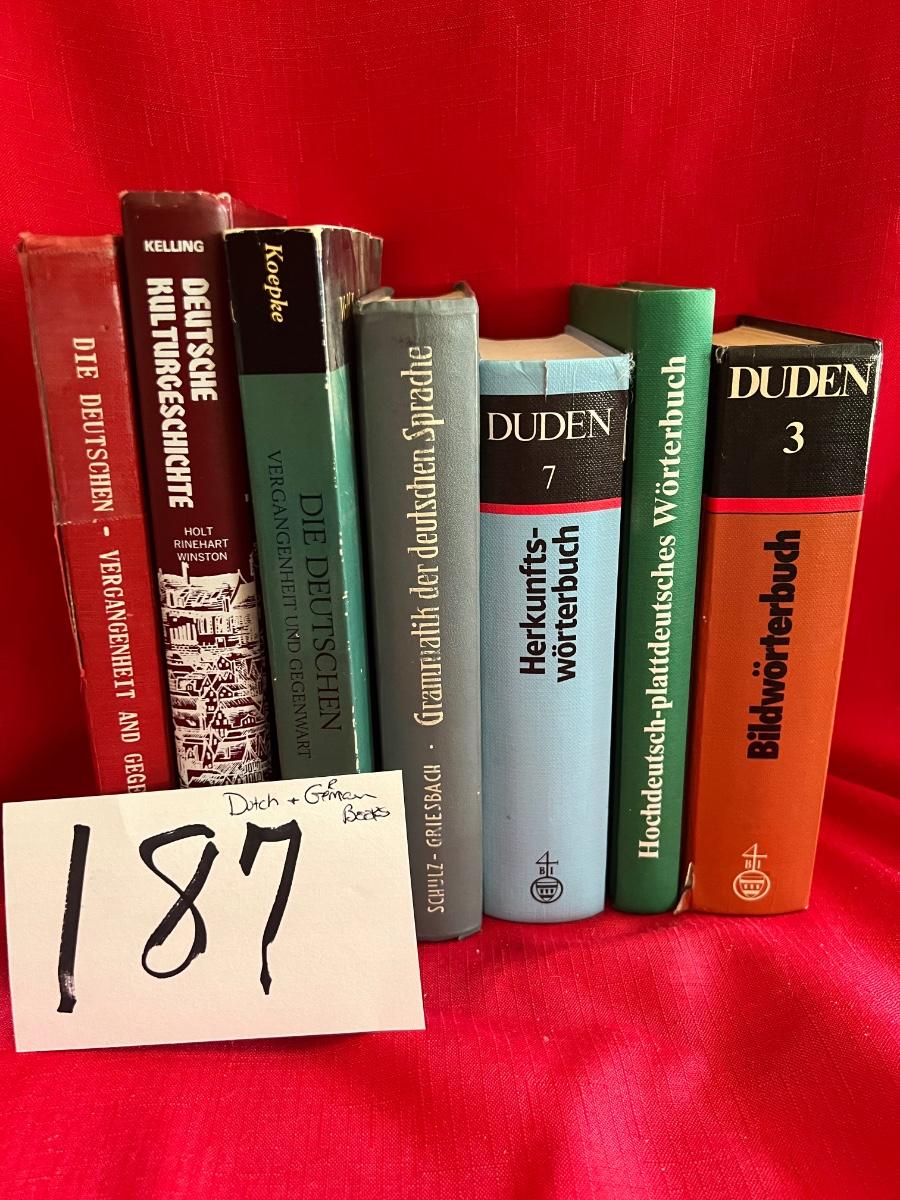 DIE DEUTSCHEN - VERGANGENHEIT AND GEGE
KELLING
DEUTSCHE
KULTURGESCHICHTE
HOLT
RINEHART
WINSTON
Koepke
DIE DEUTSCHEN
VERGANGENHEIT UND GEGENWART
SCHULZ - GRIESBACH · Grammatik der deutschen Sprache
DUDEN
7
Herkunfts-
wörterbuch
B I
Hochdeutsch-plattdeutsches Wörterbuch
DUDEN
3
Bildwörterbuch
B I
Dutch + German
Books
187